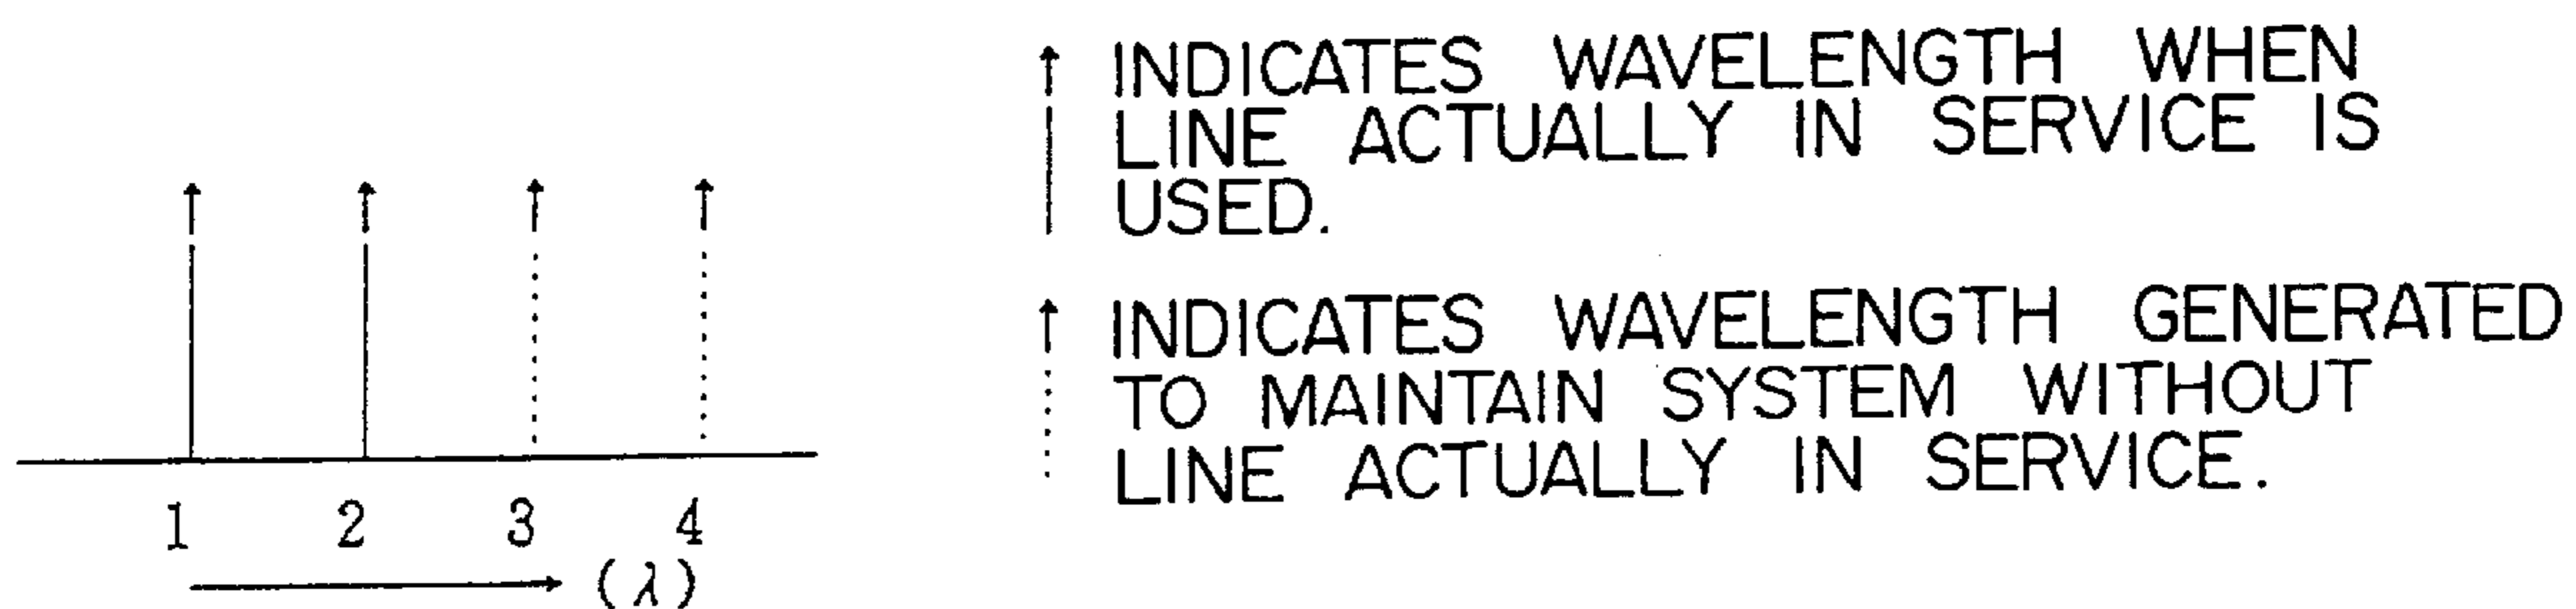 INDICATES WAVELENGTH WHEN
LINE ACTUALLY IN SERVICE IS
USED.
INDICATES WAVELENGTH GENERATED
TO MAINTAIN SYSTEM WITHOUT
LINE ACTUALLY IN SERVICE.
1 2 3 4
(λ)